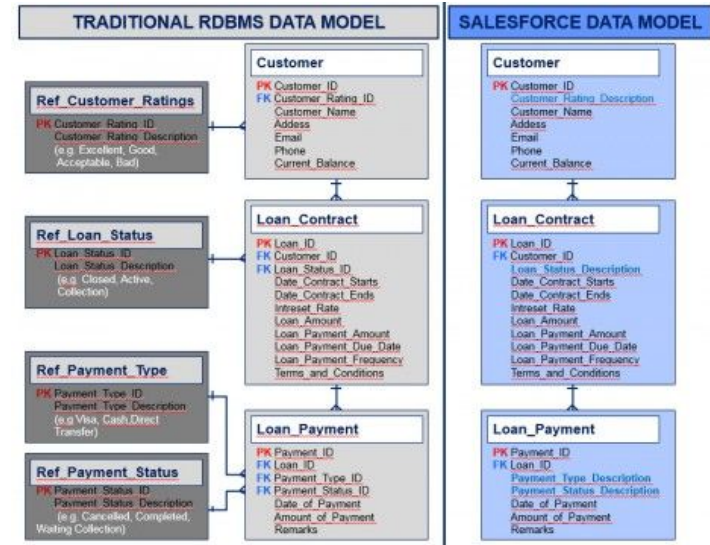 TRADITIONAL RDBMS DATA MODEL
Ref_Customer_Ratings
PK Customer_Rating_ID
Customer_Rating_Description
(e.g. Excellent, Good,
Acceptable, Bad)
Ref_Loan_Status
PK Loan_Status_ID
Loan_Status_Description
(e.g. Closed, Active,
Collection)
Ref_Payment_Type
PK Payment_Type_ID
Payment_Type_Description
(e.g Visa, Cash,Direct
Transfer)
Ref_Payment_Status
PK Payment_Status_ID
Payment_Status_Description
(e.g. Cancelled, Completed,
Waiting Collection)
Customer
PK Customer_ID
FK Customer_Rating_ID
Customer_Name
Addess
Email
Phone
Current_Balance
Loan_Contract
PK Loan_ID
FK Customer_ID
FK Loan_Status_ID
Date_Contract_Starts
Date_Contract_Ends
Intreset_Rate
Loan_Amount
Loan_Payment_Amount
Loan_Payment_Due_Date
Loan_Payment_Frequency
Terms_and_Conditions
Loan_Payment
PK Payment_ID
FK Loan_ID
FK Payment_Type_ID
FK Payment_Status_ID
Date_of_Payment
Amount_of_Payment
Remarks
SALESFORCE DATA MODEL
Customer
PK Customer_ID
Customer_Rating_Description
Customer_Name
Addess
Email
Phone
Current_Balance
Loan_Contract
PK Loan_ID
FK Customer_ID
Loan_Status_Description
Date_Contract_Starts
Date_Contract_Ends
Intreset_Rate
Loan_Amount
Loan_Payment_Amount
Loan_Payment_Due_Date
Loan_Payment_Frequency
Terms_and_Conditions
Loan_Payment
PK Payment_ID
FK Loan_ID
Payment_Type_Description
Payment_Status_Description
Date_of_Payment
Amount_of_Payment
Remarks